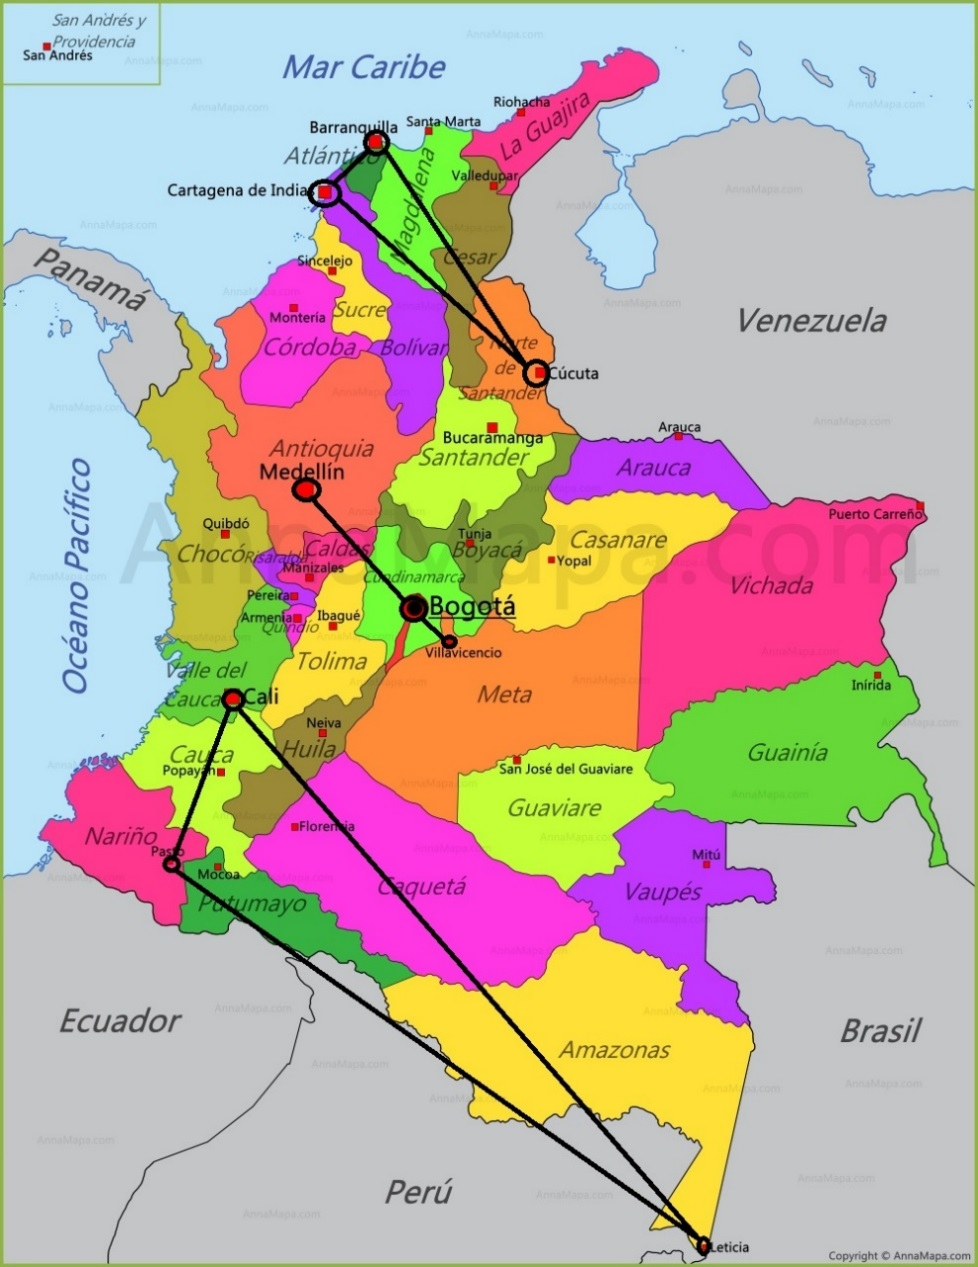 San Andrés y
Providencia
San Andrés
AnnaMapa.com
Mar Caribe
Riohacha
La Guajira
Barranquilla
Santa Marta
Atlántico
Magdalena
Valledupar
Cartagena de Indias
Cesar
Panamá
Sincelejo
Sucre
Montería
Córdoba
Bolívar
Venezuela
Norte
de
Santander
Cúcuta
Arauca
Arauca
Bucaramanga
Santander
Antioquia
Medellín
Océano Pacífico
Puerto Carreño
Quibdó
Chocó
Risaralda
Caldas
Manizales
Tunja
Boyacá
Casanare
Yopal
Vichada
Cundinamarca
Pereira
Armenia
Quindío
Ibagué
Bogotá
Villavicencio
Tolima
Valle del
Cauca
Cali
Meta
Inírida
Neiva
Huila
Guainía
Cauca
Popayán
San José del Guaviare
Guaviare
Nariño
Pasto
Florencia
Mocoa
Putumayo
Caquetá
Mitú
Vaupés
Ecuador
Brasil
Amazonas
Perú
Leticia
Copyright © AnnaMapa.com